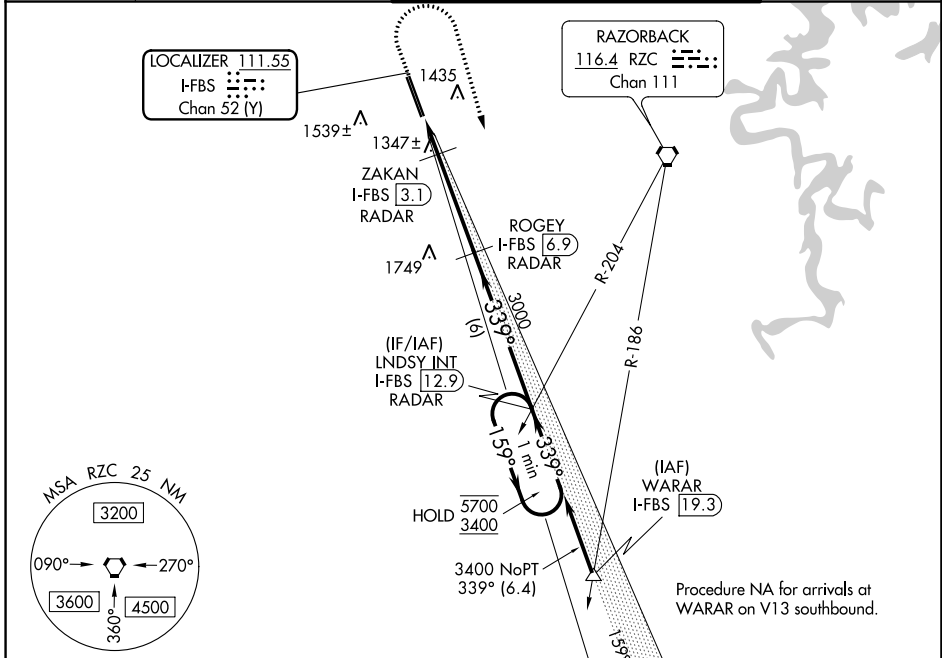 LOCALIZER 111.55
I-FBS
Chan 52 (Y)
RAZORBACK
116.4 RZC
Chan 111
1435
1539±
1347±
ZAKAN
I-FBS 3.1
RADAR
ROGEY
I-FBS 6.9
RADAR
1749
R-204
R-186
3000
339°
(6)
(IF/IAF)
LNDSY INT
I-FBS 12.9
RADAR
159°
1 min
339°
HOLD 5700
3400
(IAF)
WARAR
I-FBS 19.3
3400 NoPT
339° (6.4)
Procedure NA for arrivals at
WARAR on V13 southbound.
159°
MSA RZC 25 NM
3200
090°
270°
3600
4500
360°